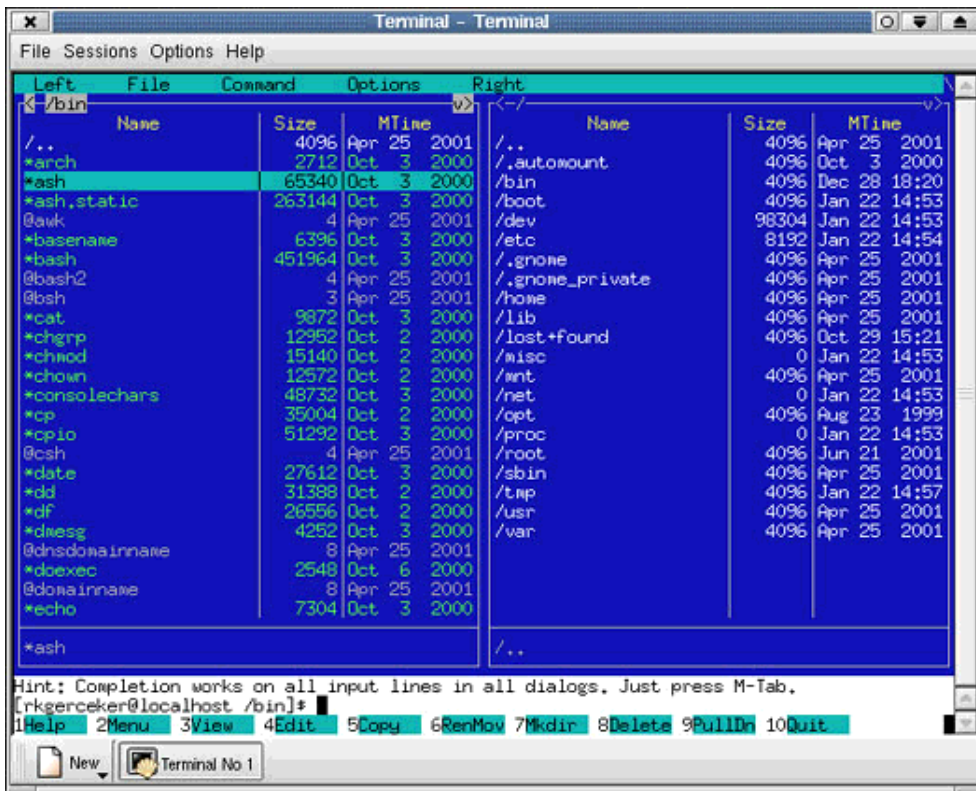 Terminal - Terminal
File Sessions Options Help
Left File Command Options Right
/bin v> <-/ v>
Name Size MTime Name Size MTime
/.. 4096 Apr 25 2001 /.. 4096 Apr 25 2001
*arch 2712 Oct 3 2000 /.automount 4096 Oct 3 2000
*ash 65340 Oct 3 2000 /bin 4096 Dec 28 18:20
*ash.static 263144 Oct 3 2000 /boot 4096 Jan 22 14:53
@awk 4 Apr 25 2001 /dev 98304 Jan 22 14:53
*basename 6396 Oct 3 2000 /etc 8192 Jan 22 14:54
*bash 451964 Oct 3 2000 /.gnome 4096 Apr 25 2001
@bash2 4 Apr 25 2001 /.gnome_private 4096 Apr 25 2001
@bsh 3 Apr 25 2001 /home 4096 Apr 25 2001
*cat 9872 Oct 3 2000 /lib 4096 Apr 25 2001
*chgrp 12952 Oct 2 2000 /lost+found 4096 Oct 29 15:21
*chmod 15140 Oct 2 2000 /misc 0 Jan 22 14:53
*chown 12572 Oct 2 2000 /mnt 4096 Apr 25 2001
*consolechars 48732 Oct 3 2000 /net 0 Jan 22 14:53
*cp 35004 Oct 2 2000 /opt 4096 Aug 23 1999
*cpio 51292 Oct 3 2000 /proc 0 Jan 22 14:53
@csh 4 Apr 25 2001 /root 4096 Jun 21 2001
*date 27612 Oct 3 2000 /sbin 4096 Apr 25 2001
*dd 31388 Oct 2 2000 /tmp 4096 Jan 22 14:57
*df 26556 Oct 2 2000 /usr 4096 Apr 25 2001
*dmesg 4252 Oct 3 2000 /var 4096 Apr 25 2001
@dnsdomainname 8 Apr 25 2001
*doexec 2548 Oct 6 2000
@domainname 8 Apr 25 2001
*echo 7304 Oct 3 2000
*ash /..
Hint: Completion works on all input lines in all dialogs. Just press M-Tab.
[rkgerceker@localhost /bin]*
1Help 2Menu 3View 4Edit 5Copy 6RenMov 7Mkdir 8Delete 9PullDn 10Quit
New Terminal No 1